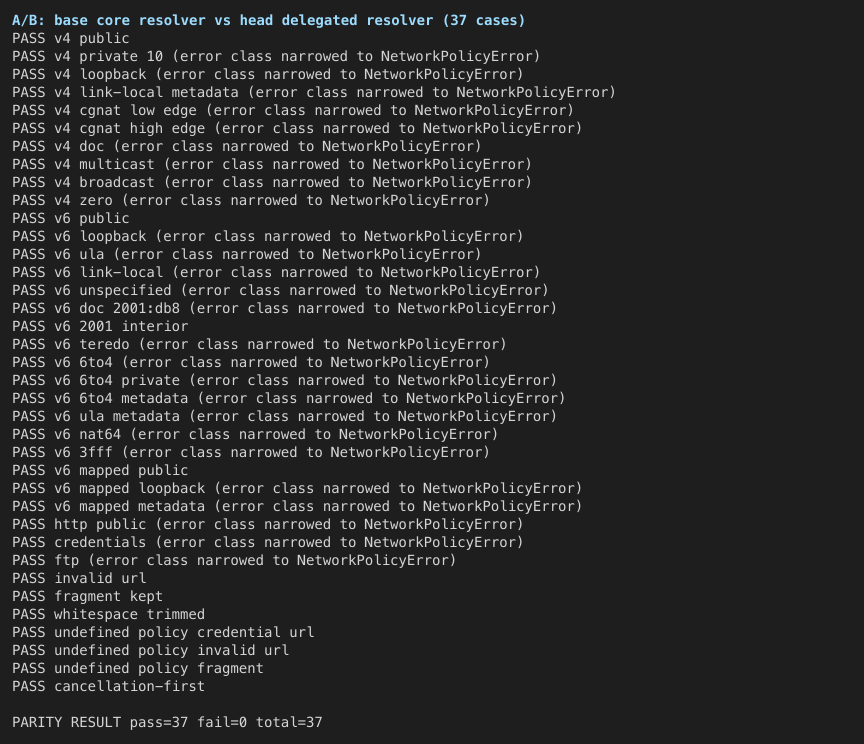 A/B: base core resolver vs head delegated resolver (37 cases)
PASS v4 public
PASS v4 private 10 (error class narrowed to NetworkPolicyError)
PASS v4 loopback (error class narrowed to NetworkPolicyError)
PASS v4 link-local metadata (error class narrowed to NetworkPolicyError)
PASS v4 cgnat low edge (error class narrowed to NetworkPolicyError)
PASS v4 cgnat high edge (error class narrowed to NetworkPolicyError)
PASS v4 doc (error class narrowed to NetworkPolicyError)
PASS v4 multicast (error class narrowed to NetworkPolicyError)
PASS v4 broadcast (error class narrowed to NetworkPolicyError)
PASS v4 zero (error class narrowed to NetworkPolicyError)
PASS v6 public
PASS v6 loopback (error class narrowed to NetworkPolicyError)
PASS v6 ula (error class narrowed to NetworkPolicyError)
PASS v6 link-local (error class narrowed to NetworkPolicyError)
PASS v6 unspecified (error class narrowed to NetworkPolicyError)
PASS v6 doc 2001:db8 (error class narrowed to NetworkPolicyError)
PASS v6 2001 interior
PASS v6 teredo (error class narrowed to NetworkPolicyError)
PASS v6 6to4 (error class narrowed to NetworkPolicyError)
PASS v6 6to4 private (error class narrowed to NetworkPolicyError)
PASS v6 6to4 metadata (error class narrowed to NetworkPolicyError)
PASS v6 ula metadata (error class narrowed to NetworkPolicyError)
PASS v6 nat64 (error class narrowed to NetworkPolicyError)
PASS v6 3fff (error class narrowed to NetworkPolicyError)
PASS v6 mapped public
PASS v6 mapped loopback (error class narrowed to NetworkPolicyError)
PASS v6 mapped metadata (error class narrowed to NetworkPolicyError)
PASS http public (error class narrowed to NetworkPolicyError)
PASS credentials (error class narrowed to NetworkPolicyError)
PASS ftp (error class narrowed to NetworkPolicyError)
PASS invalid url
PASS fragment kept
PASS whitespace trimmed
PASS undefined policy credential url
PASS undefined policy invalid url
PASS undefined policy fragment
PASS cancellation-first
PARITY RESULT pass=37 fail=0 total=37